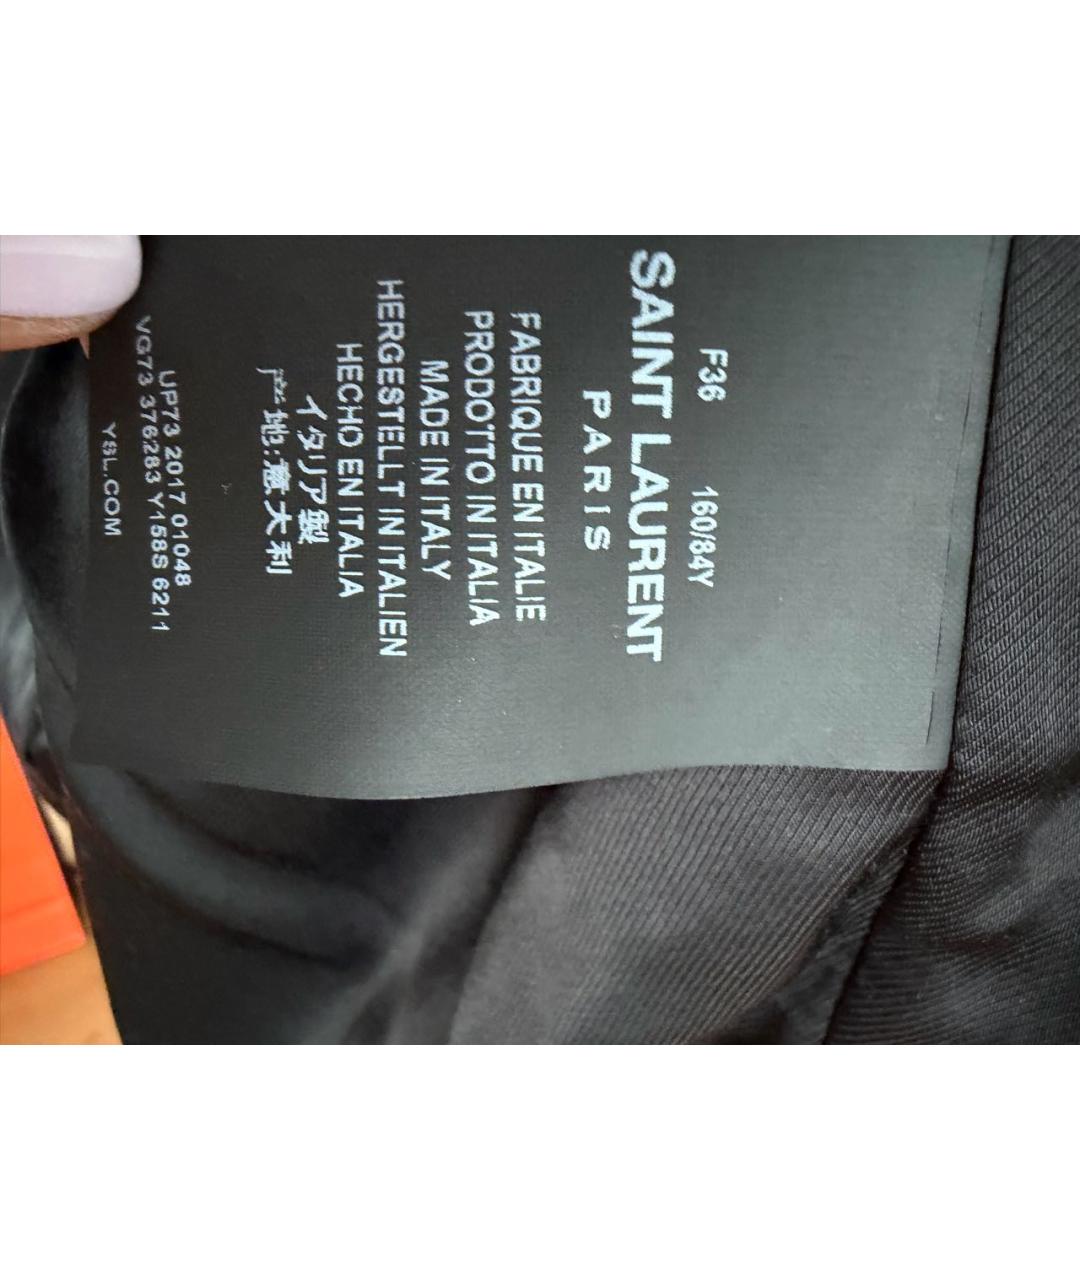 F36 160/84Y
SAINT LAURENT
PARIS
FABRIQUE EN ITALIE
PRODOTTO IN ITALIA
MADE IN ITALY
HERGESTELLT IN ITALIEN
HECHO EN ITALIA
イタリア製
产地:意大利
UP73 2017 01048
VG73 376283 Y158S 6211
YSL.COM